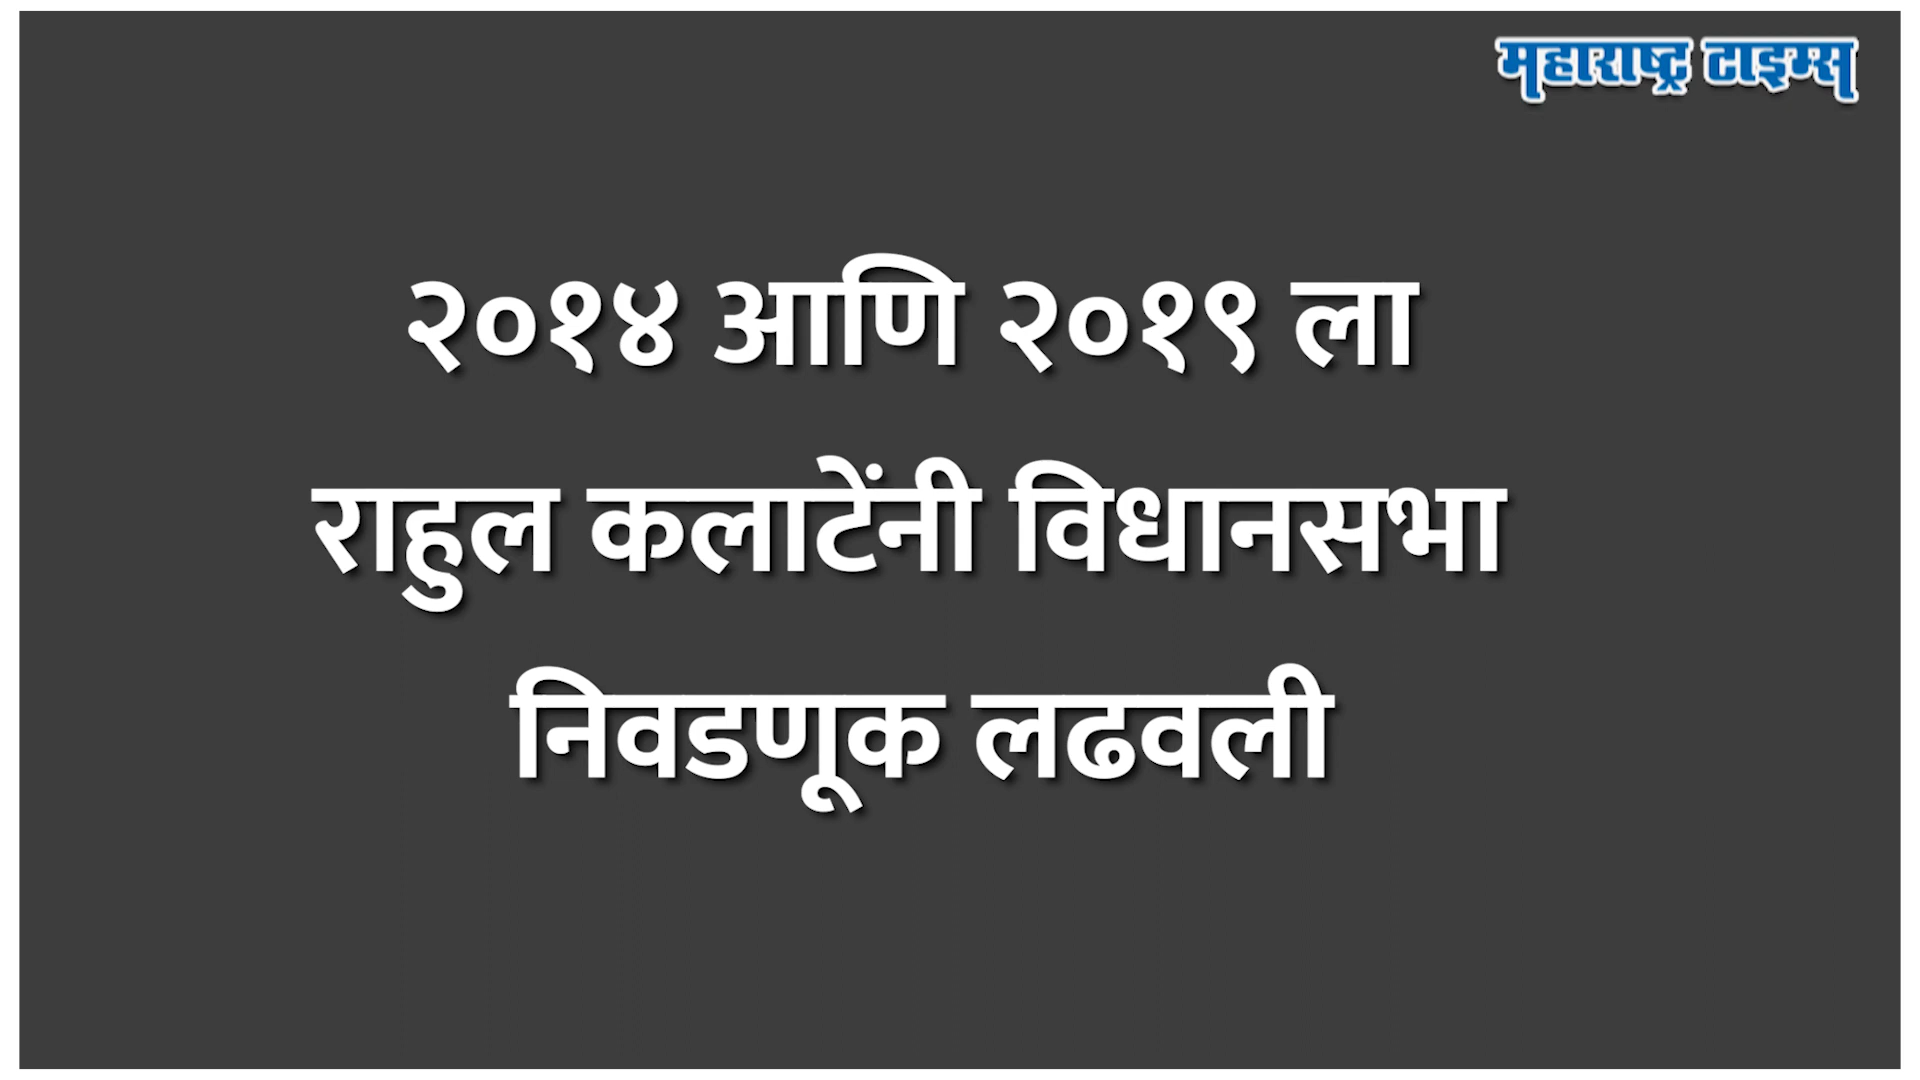 महाराष्ट्र टाइम्स
२०१४ आणि २०१९ ला
राहुल कलाटेंनी विधानसभा
निवडणूक लढवली